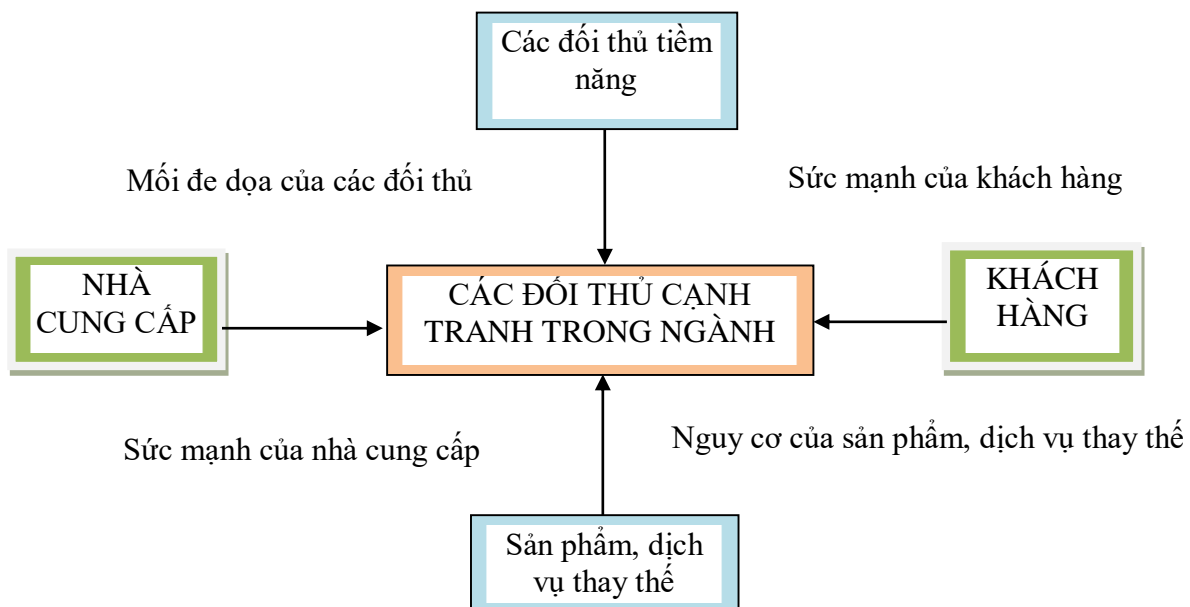 Các đối thủ tiềm
năng
Mối đe dọa của các đối thủ
Sức mạnh của khách hàng
NHÀ
CUNG CẤP
CÁC ĐỐI THỦ CẠNH
TRANH TRONG NGÀNH
KHÁCH
HÀNG
Sức mạnh của nhà cung cấp
Nguy cơ của sản phẩm, dịch vụ thay thế
Sản phẩm, dịch
vụ thay thế